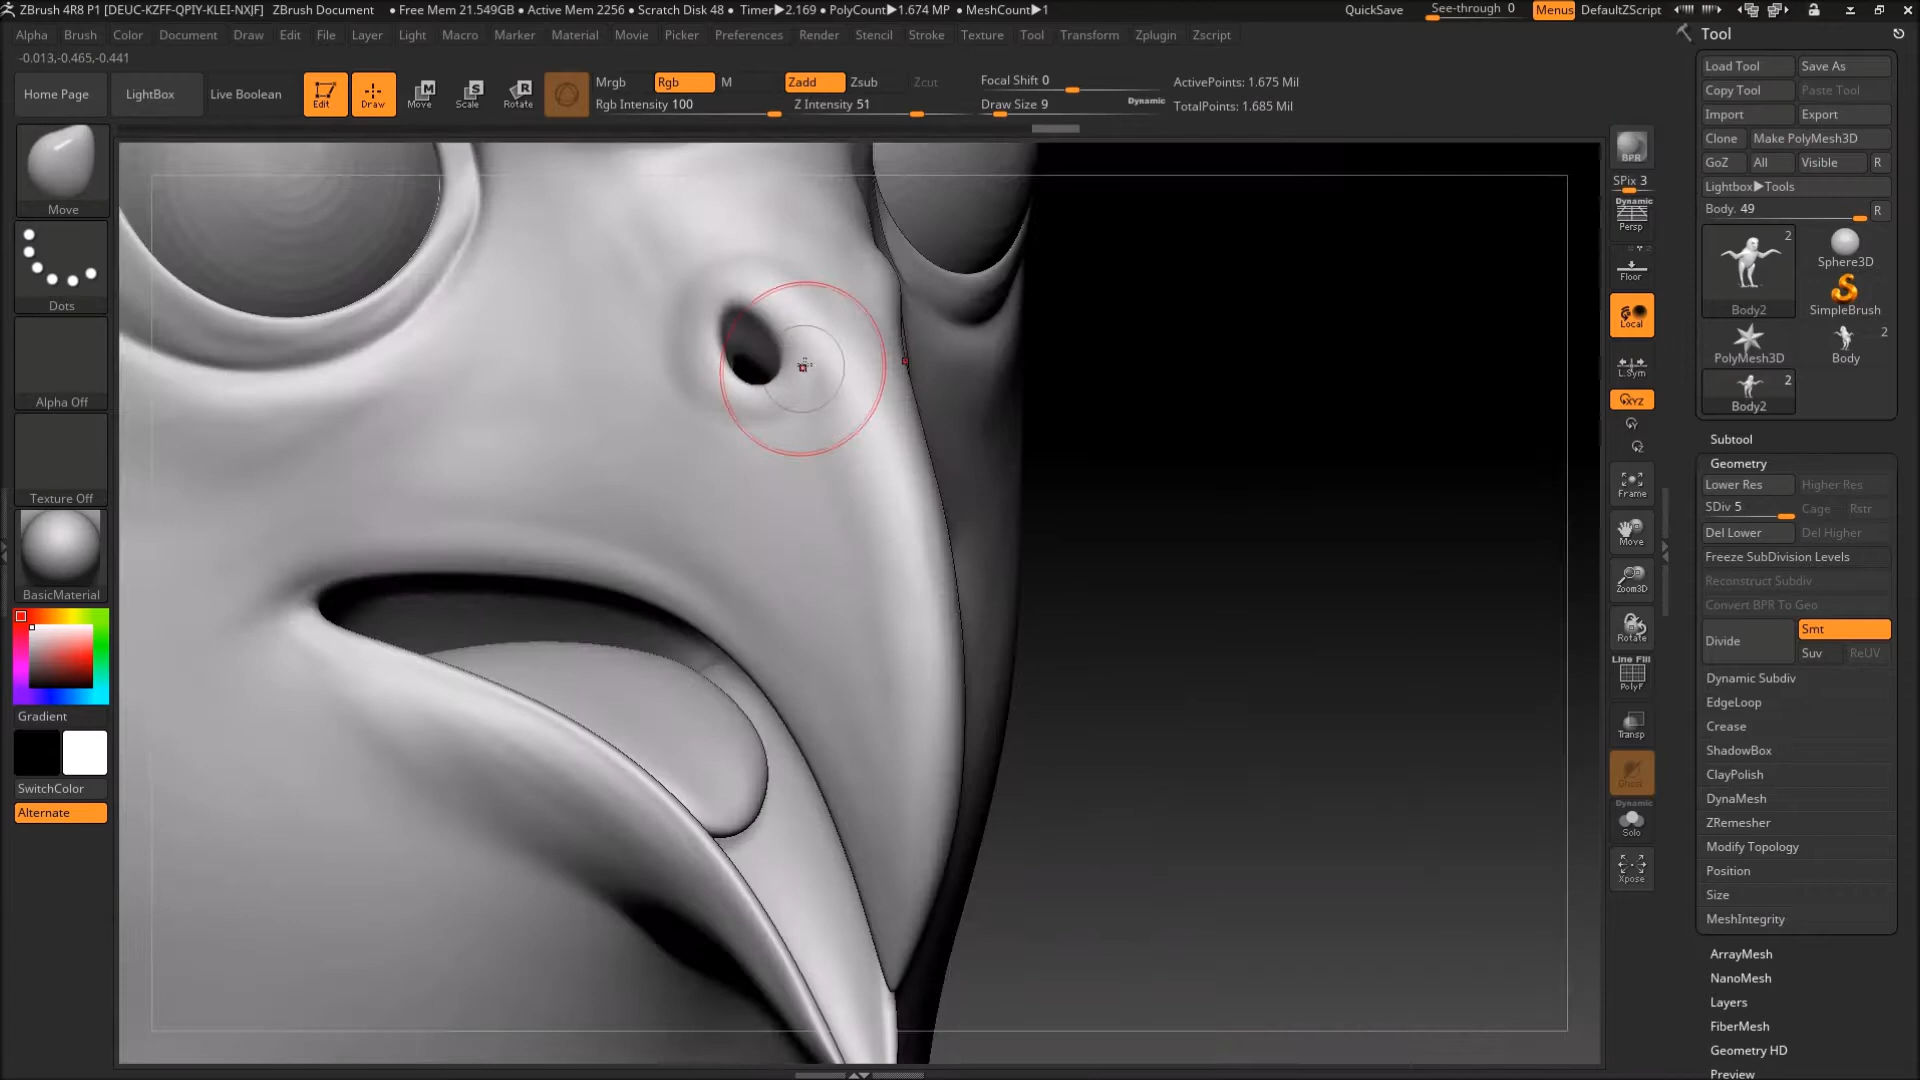 ZBrush 4R8 P1 [DEUC-KZFF-QPIY-KLEI-NXJF] ZBrush Document ● Free Mem 21.549GB ● Active Mem 2256 ● Scratch Disk 48 ● Timer▶2.169 ● PolyCount▶1.674 MP ● MeshCount▶1 QuickSave See-through 0 Menus DefaultZScript
Alpha Brush Color Document Draw Edit File Layer Light Macro Marker Material Movie Picker Preferences Render Stencil Stroke Texture Tool Transform Zplugin Zscript
-0.013,-0.465,-0.441
Home Page LightBox Live Boolean Edit Draw Move Scale Rotate
Mrgb Rgb M Zadd Zsub Zcut
Rgb Intensity 100 Z Intensity 51
Focal Shift 0
Draw Size 9 Dynamic
ActivePoints: 1.675 Mil
TotalPoints: 1.685 Mil
Move
Dots
Alpha Off
Texture Off
BasicMaterial
Gradient
SwitchColor
Alternate
BPR
SPix 3
Dynamic
Persp
Floor
Local
L.Sym
XYZ
Frame
Move
Zoom3D
Rotate
Line Fill
PolyF
Transp
Ghost
Dynamic
Solo
Xpose
Tool
Load Tool Save As
Copy Tool Paste Tool
Import Export
Clone Make PolyMesh3D
GoZ All Visible R
Lightbox▶Tools
Body. 49 R
2
Body2
Sphere3D
SimpleBrush
PolyMesh3D
2
Body
2
Body2
Subtool
Geometry
Lower Res Higher Res
SDiv 5 Cage Rstr
Del Lower Del Higher
Freeze SubDivision Levels
Reconstruct Subdiv
Convert BPR To Geo
Divide Smt
Suv ReUV
Dynamic Subdiv
EdgeLoop
Crease
ShadowBox
ClayPolish
DynaMesh
ZRemesher
Modify Topology
Position
Size
MeshIntegrity
ArrayMesh
NanoMesh
Layers
FiberMesh
Geometry HD
Preview